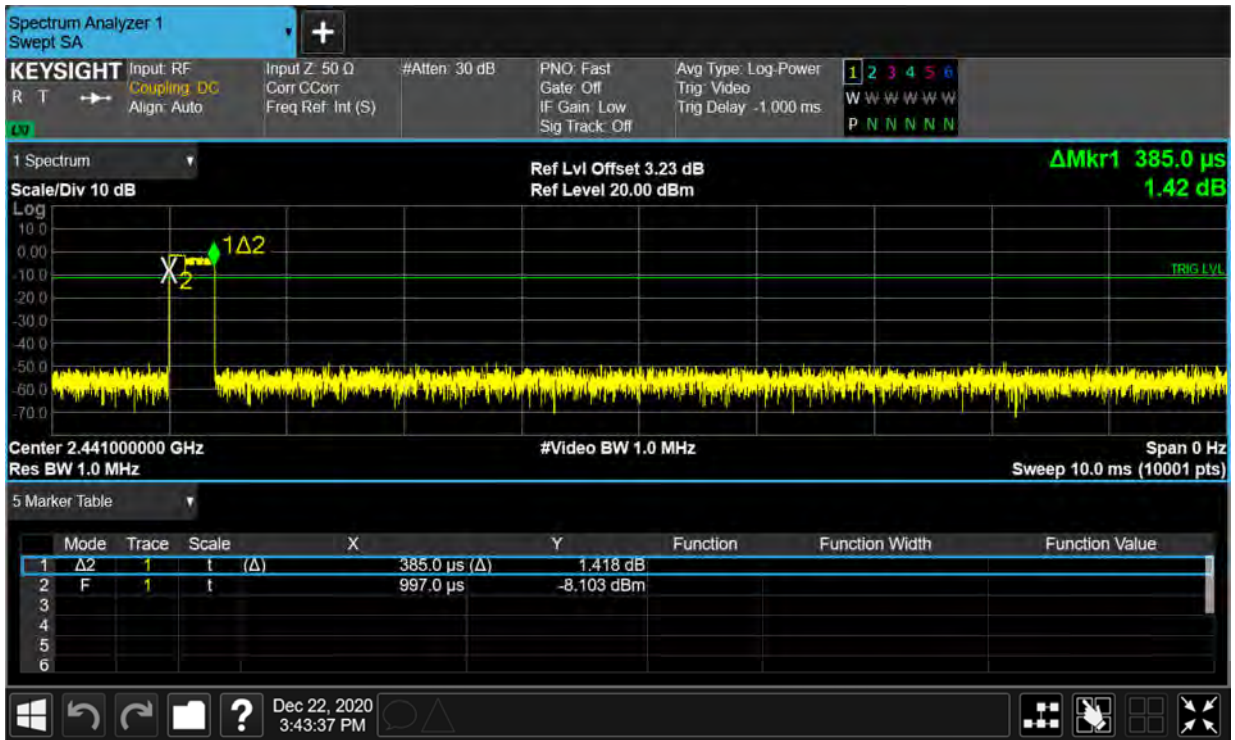 Spectrum Analyzer 1
Swept SA
KEYSIGHT Input: RF Input Z: 50 Ω #Atten: 30 dB PNO: Fast Avg Type: Log-Power 1 2 3 4 5 6
R T Coupling: DC Corr CCorr Gate: Off Trig: Video W W W W W W
Align: Auto Freq Ref: Int (S) IF Gain: Low Trig Delay -1.000 ms
LXI Sig Track: Off P N N N N N
1 Spectrum Ref Lvl Offset 3.23 dB ΔMkr1 385.0 µs
Scale/Div 10 dB Ref Level 20.00 dBm 1.42 dB
Log
10.0
0.00 1Δ2
-10.0 X2 TRIG LVL
-20.0
-30.0
-40.0
-50.0
-60.0
-70.0
Center 2.441000000 GHz #Video BW 1.0 MHz Span 0 Hz
Res BW 1.0 MHz Sweep 10.0 ms (10001 pts)
5 Marker Table
Mode Trace Scale X Y Function Function Width Function Value
1 Δ2 1 t (Δ) 385.0 µs (Δ) 1.418 dB
2 F 1 t 997.0 µs -8.103 dBm
3
4
5
6
? Dec 22, 2020
3:43:37 PM